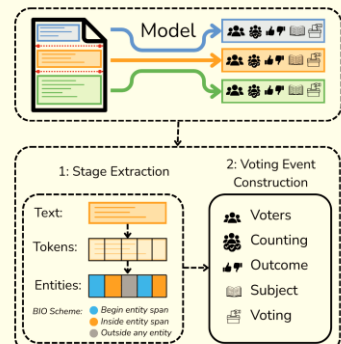 Model
1: Stage Extraction
Text:
Tokens:
Entities:
BIO Scheme:
Begin entity span
Inside entity span
Outside any entity
2: Voting Event
Construction
Voters
Counting
Outcome
Subject
Voting